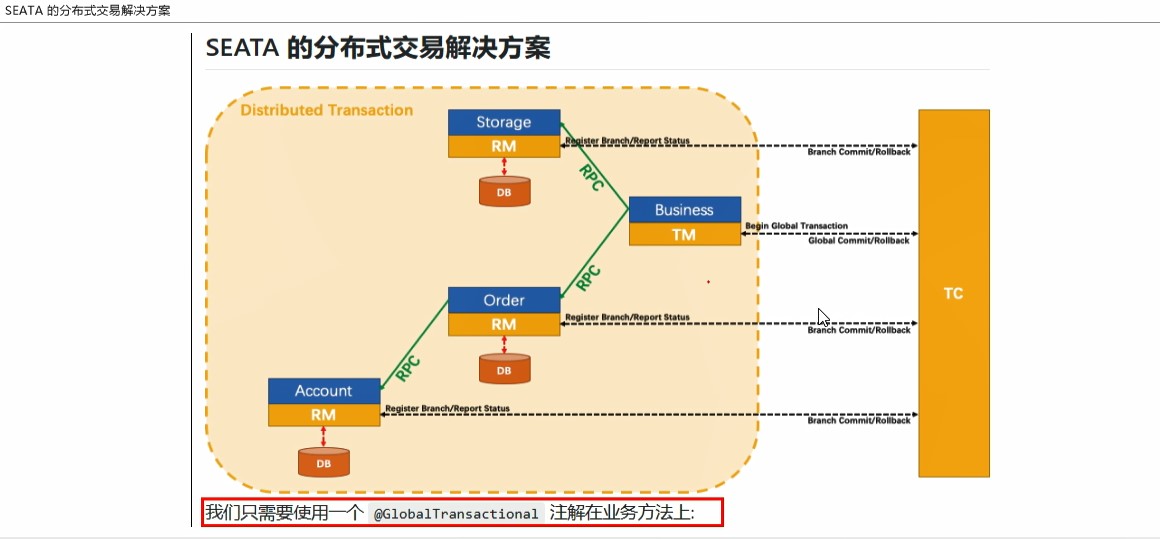 SEATA 的分布式交易解决方案
SEATA 的分布式交易解决方案
Distributed Transaction
Storage
RM
DB
RPC
Register Branch/Report Status
Branch Commit/Rollback
Business
TM
Begin Global Transaction
Global Commit/Rollback
TC
RPC
Order
RM
DB
Register Branch/Report Status
Branch Commit/Rollback
RPC
Account
RM
DB
Register Branch/Report Status
Branch Commit/Rollback
我们只需要使用一个 @GlobalTransactional 注解在业务方法上: